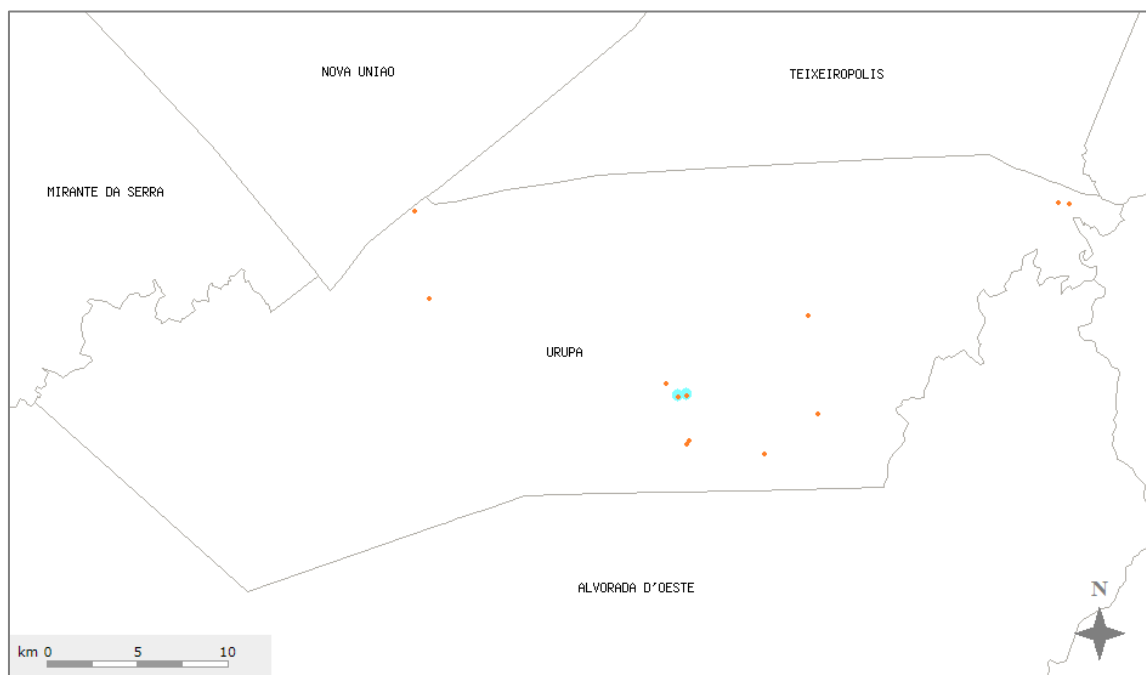 NOVA UNIAO
TEIXEIROPOLIS
MIRANTE DA SERRA
URUPA
ALVORADA D'OESTE
N
km 0 5 10